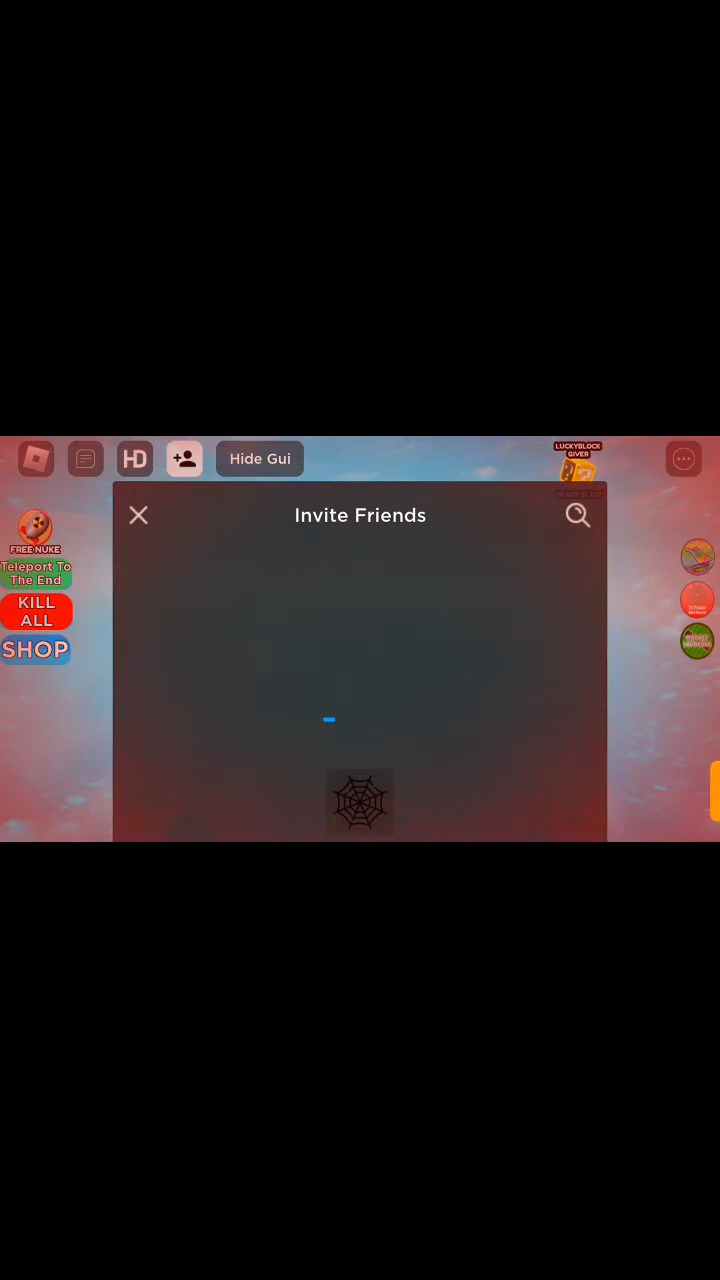 LUCKYBLOCK
GIVER
HD
Hide Gui
Invite Friends
FREE NUKE
Teleport To
The End
KILL
ALL
SHOP